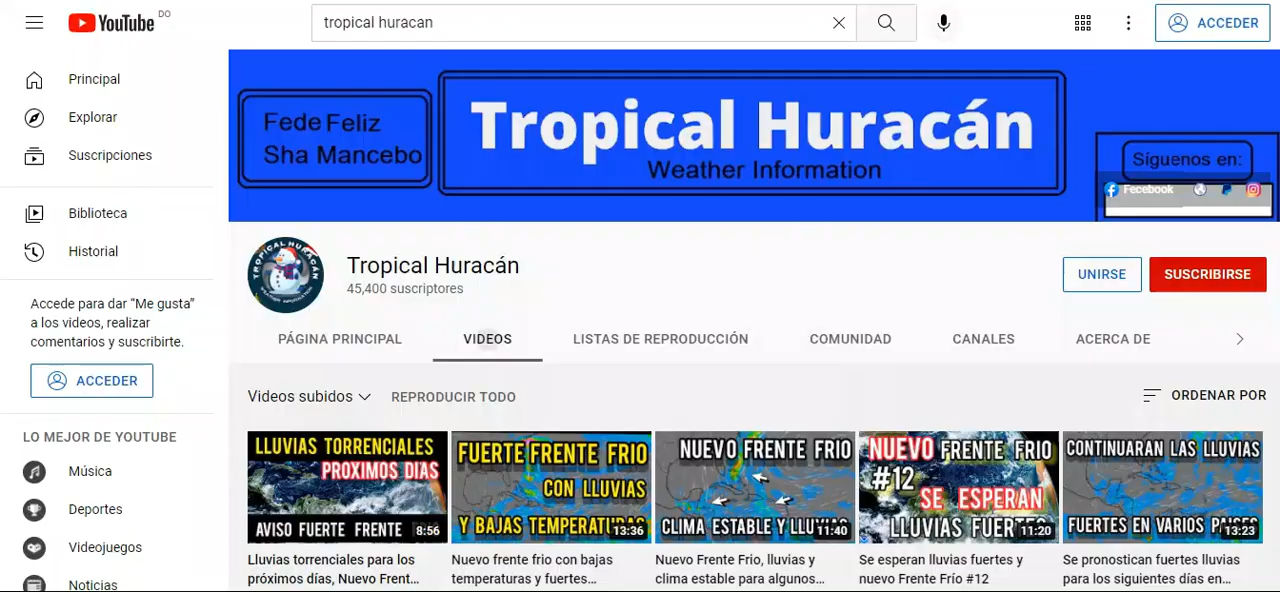 YouTube DO
tropical huracan
ACCEDER
Principal
Explorar
Suscripciones
Biblioteca
Historial
Accede para dar “Me gusta”
a los videos, realizar
comentarios y suscribirte.
ACCEDER
LO MEJOR DE YOUTUBE
Música
Deportes
Videojuegos
Noticias
Fede Feliz
Sha Mancebo
Tropical Huracán
Weather Information
Síguenos en:
Fecebook
TROPICAL HURACÁN
WEATHER INFORMATION
Tropical Huracán
45,400 suscriptores
UNIRSE
SUSCRIBIRSE
PÁGINA PRINCIPAL
VIDEOS
LISTAS DE REPRODUCCIÓN
COMUNIDAD
CANALES
ACERCA DE
Videos subidos
REPRODUCIR TODO
ORDENAR POR
LLUVIAS TORRENCIALES
PROXIMOS DIAS
AVISO FUERTE FRENTE
8:56
Lluvias torrenciales para los
próximos días, Nuevo Frent...
FUERTE FRENTE FRIO
CON LLUVIAS
Y BAJAS TEMPERATURAS
13:36
Nuevo frente frio con bajas
temperaturas y fuertes...
NUEVO FRENTE FRIO
CLIMA ESTABLE Y LLUVIAS
11:40
Nuevo Frente Frio, lluvias y
clima estable para algunos...
NUEVO FRENTE FRIO
#12
SE ESPERAN
LLUVIAS FUERTES
11:20
Se esperan lluvias fuertes y
nuevo Frente Frío #12
CONTINUARAN LAS LLUVIAS
FUERTES EN VARIOS PAISES
13:23
Se pronostican fuertes lluvias
para los siguientes días en...